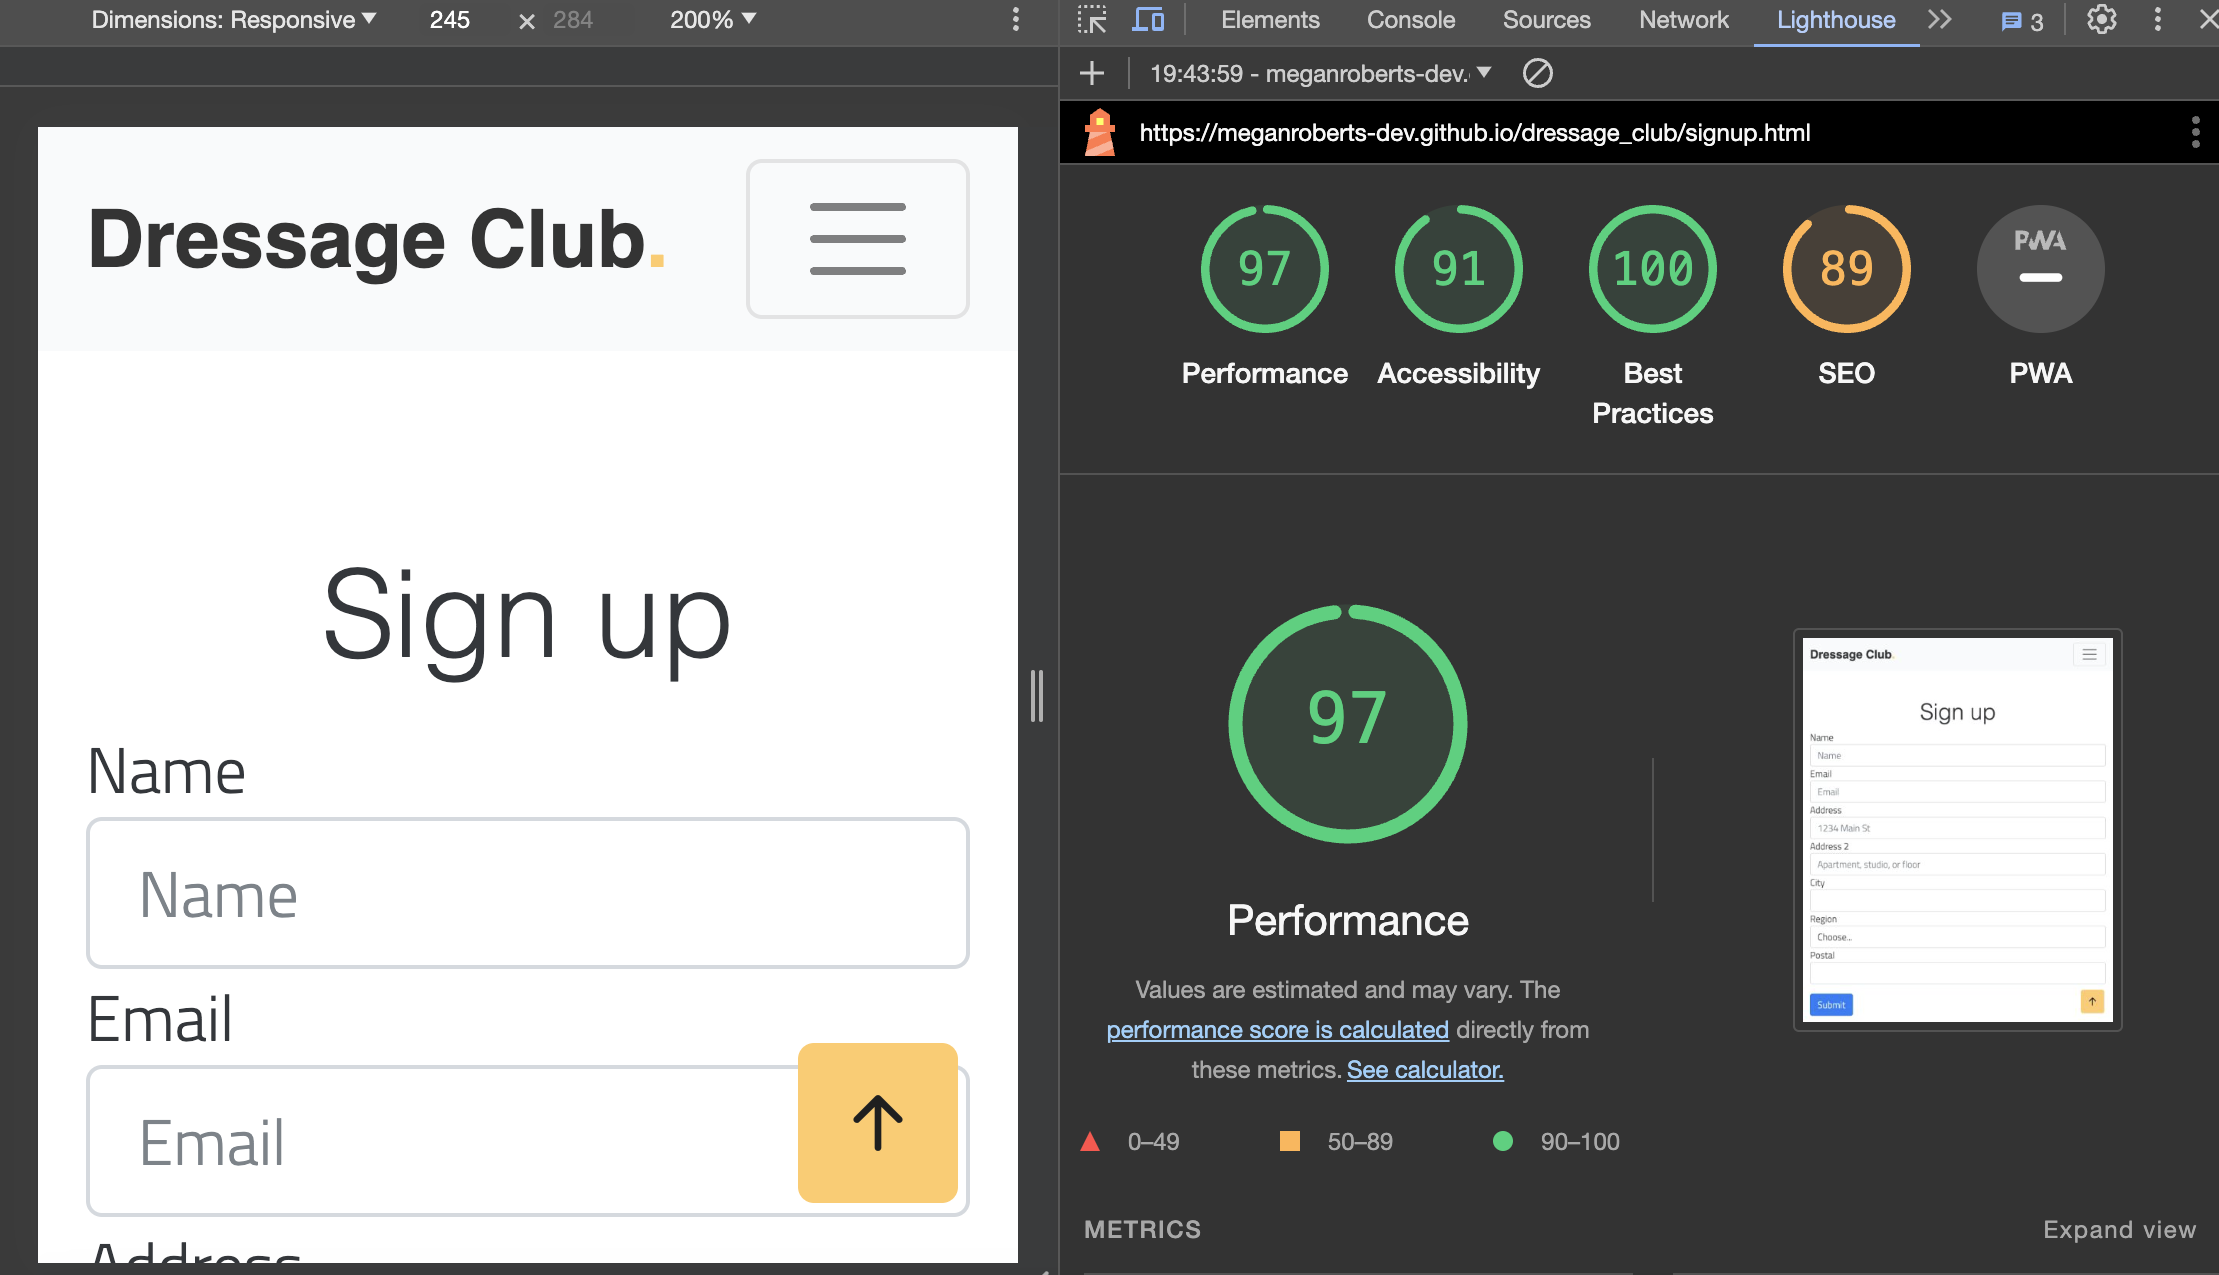 Dimensions: Responsive
245
×
284
200%
Elements
Console
Sources
Network
Lighthouse
3
19:43:59 - meganroberts-dev.
https://meganroberts-dev.github.io/dressage_club/signup.html
Dressage Club.
Sign up
Name
Name
Email
Email
Address
97
91
100
89
PWA
Performance
Accessibility
Best
Practices
SEO
PWA
97
Performance
Values are estimated and may vary. The
performance score is calculated directly from
these metrics. See calculator.
0–49
50–89
90–100
Dressage Club.
Sign up
Name
Name
Email
Email
Address
1234 Main St
Address 2
Apartment, studio, or floor
City
Region
Choose...
Postal
Submit
METRICS
Expand view